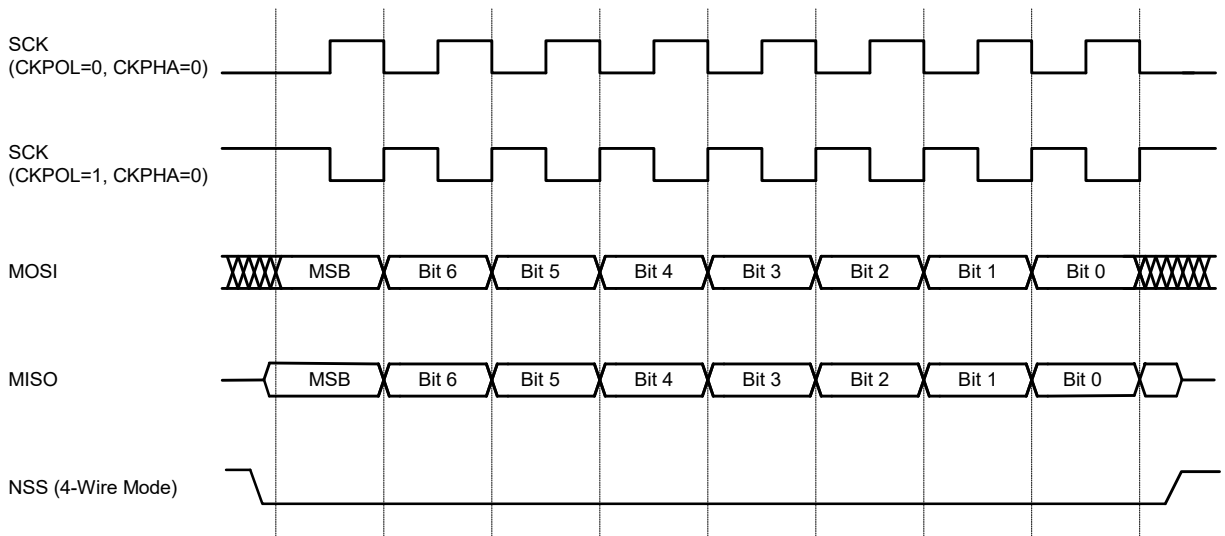 SCK
(CKPOL=0, CKPHA=0)
SCK
(CKPOL=1, CKPHA=0)
MOSI MSB Bit 6 Bit 5 Bit 4 Bit 3 Bit 2 Bit 1 Bit 0
MISO MSB Bit 6 Bit 5 Bit 4 Bit 3 Bit 2 Bit 1 Bit 0
NSS (4-Wire Mode)